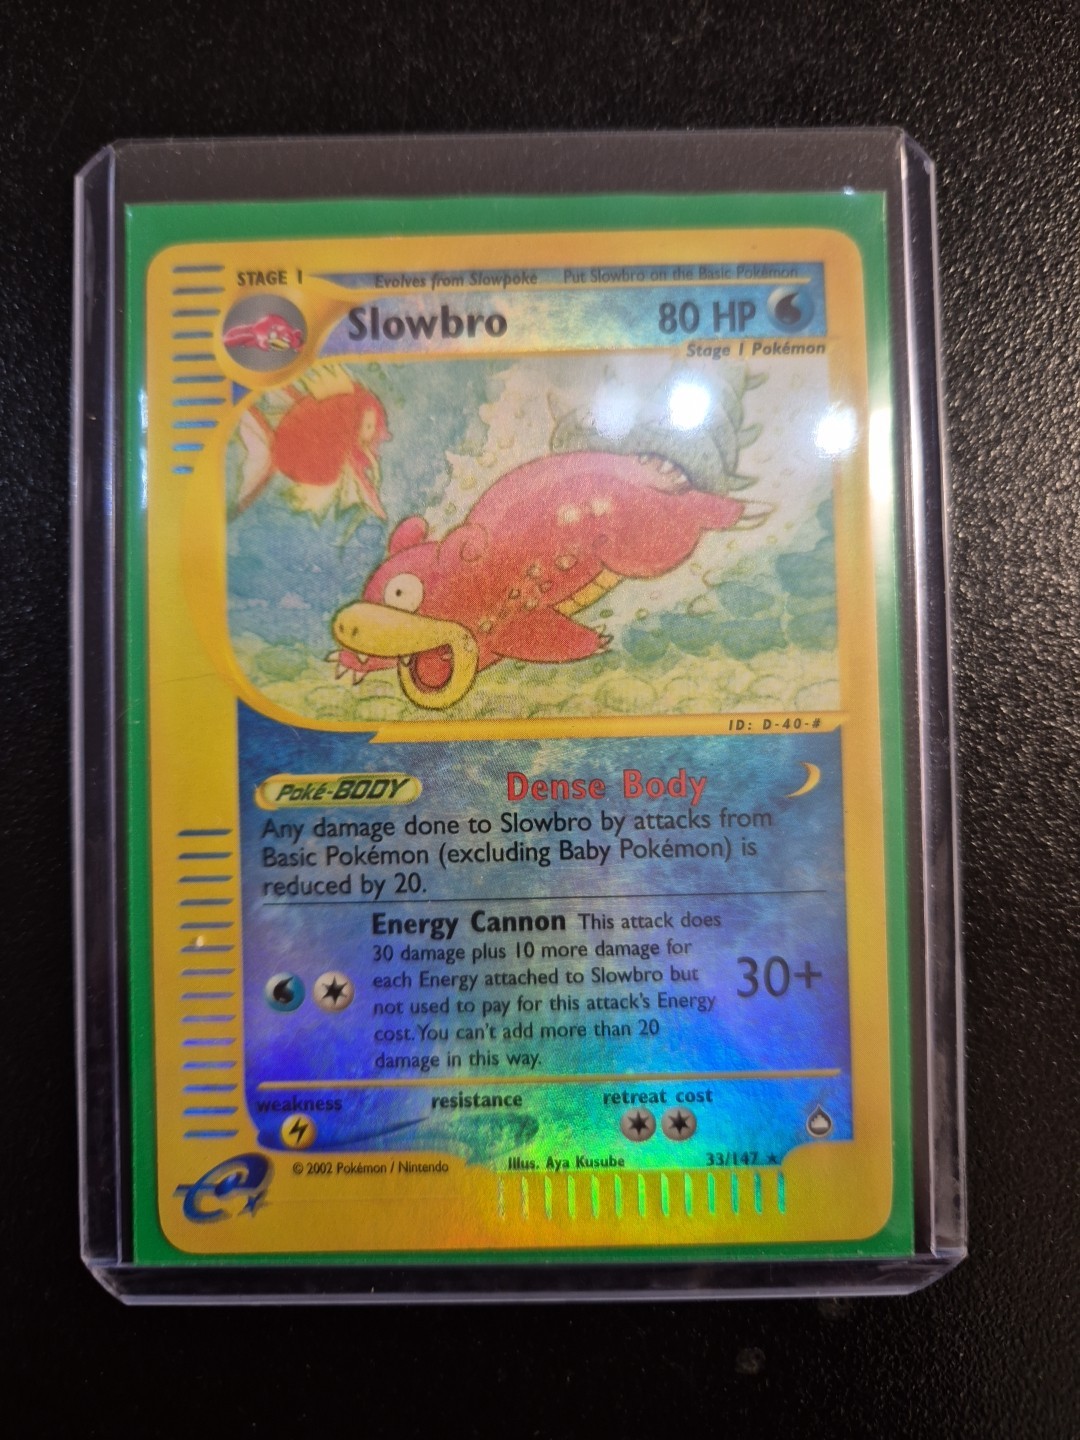 STAGE 1 Evolves from Slowpoke Put Slowbro on the Basic Pokémon
Slowbro 80 HP
Stage 1 Pokémon
ID: D-40-#
Poké-BODY Dense Body
Any damage done to Slowbro by attacks from
Basic Pokémon (excluding Baby Pokémon) is
reduced by 20.
Energy Cannon This attack does
30 damage plus 10 more damage for
each Energy attached to Slowbro but
not used to pay for this attack's Energy
cost. You can't add more than 20
damage in this way.
30+
weakness resistance retreat cost
© 2002 Pokémon / Nintendo Illus. Aya Kusube 33/147 ★
e